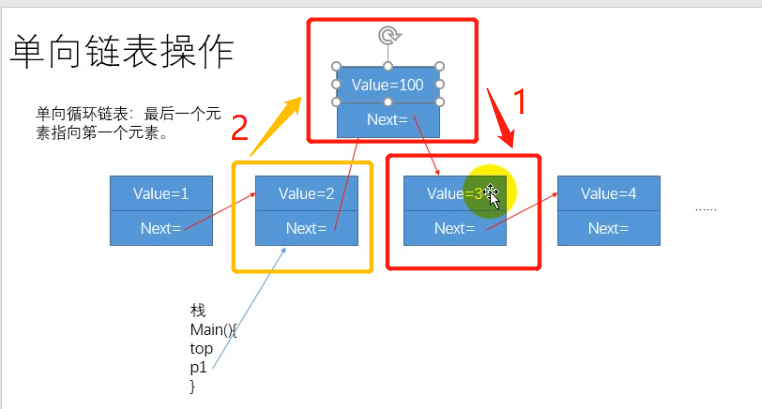 单向链表操作
单向循环链表：最后一个元
素指向第一个元素。
Value=100
Next=
1
2
Value=1
Next=
Value=2
Next=
Value=3
Next=
Value=4
Next=
……
栈
Main(){
top
p1
}